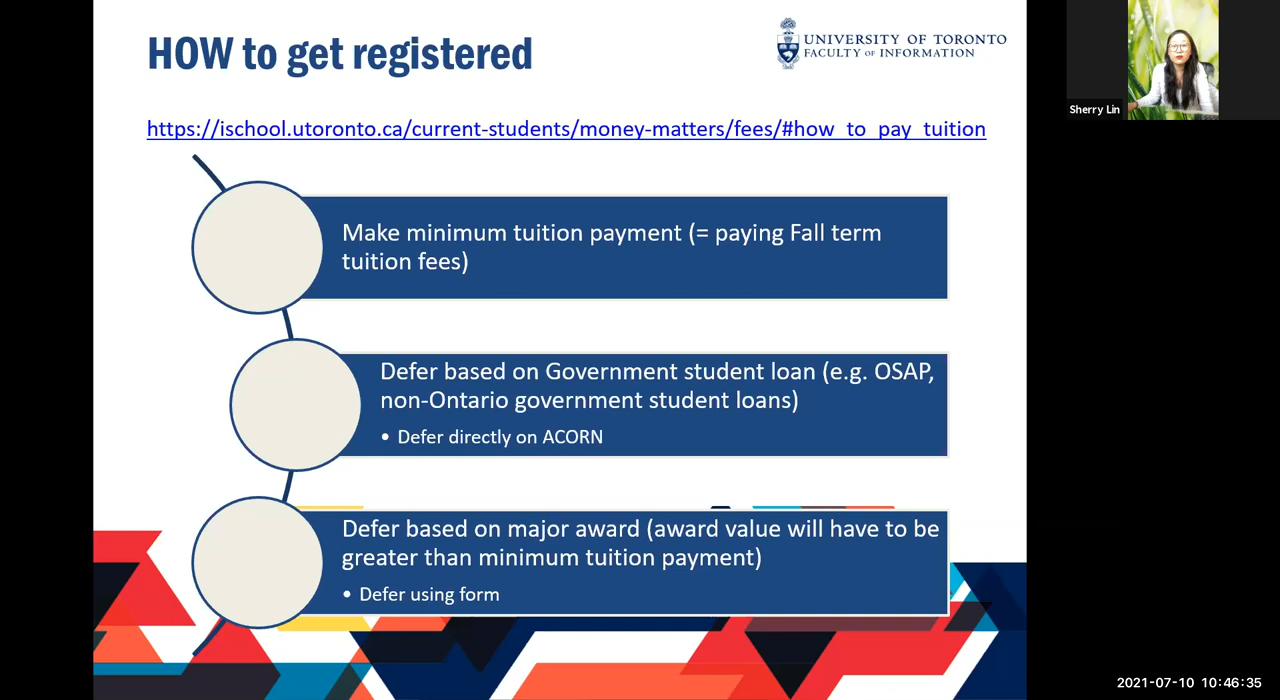 HOW to get registered
UNIVERSITY OF TORONTO
FACULTY OF INFORMATION
https://ischool.utoronto.ca/current-students/money-matters/fees/#how_to_pay_tuition
Make minimum tuition payment (= paying Fall term
tuition fees)
Defer based on Government student loan (e.g. OSAP,
non-Ontario government student loans)
• Defer directly on ACORN
Defer based on major award (award value will have to be
greater than minimum tuition payment)
• Defer using form
Sherry Lin
2021-07-10 10:46:35